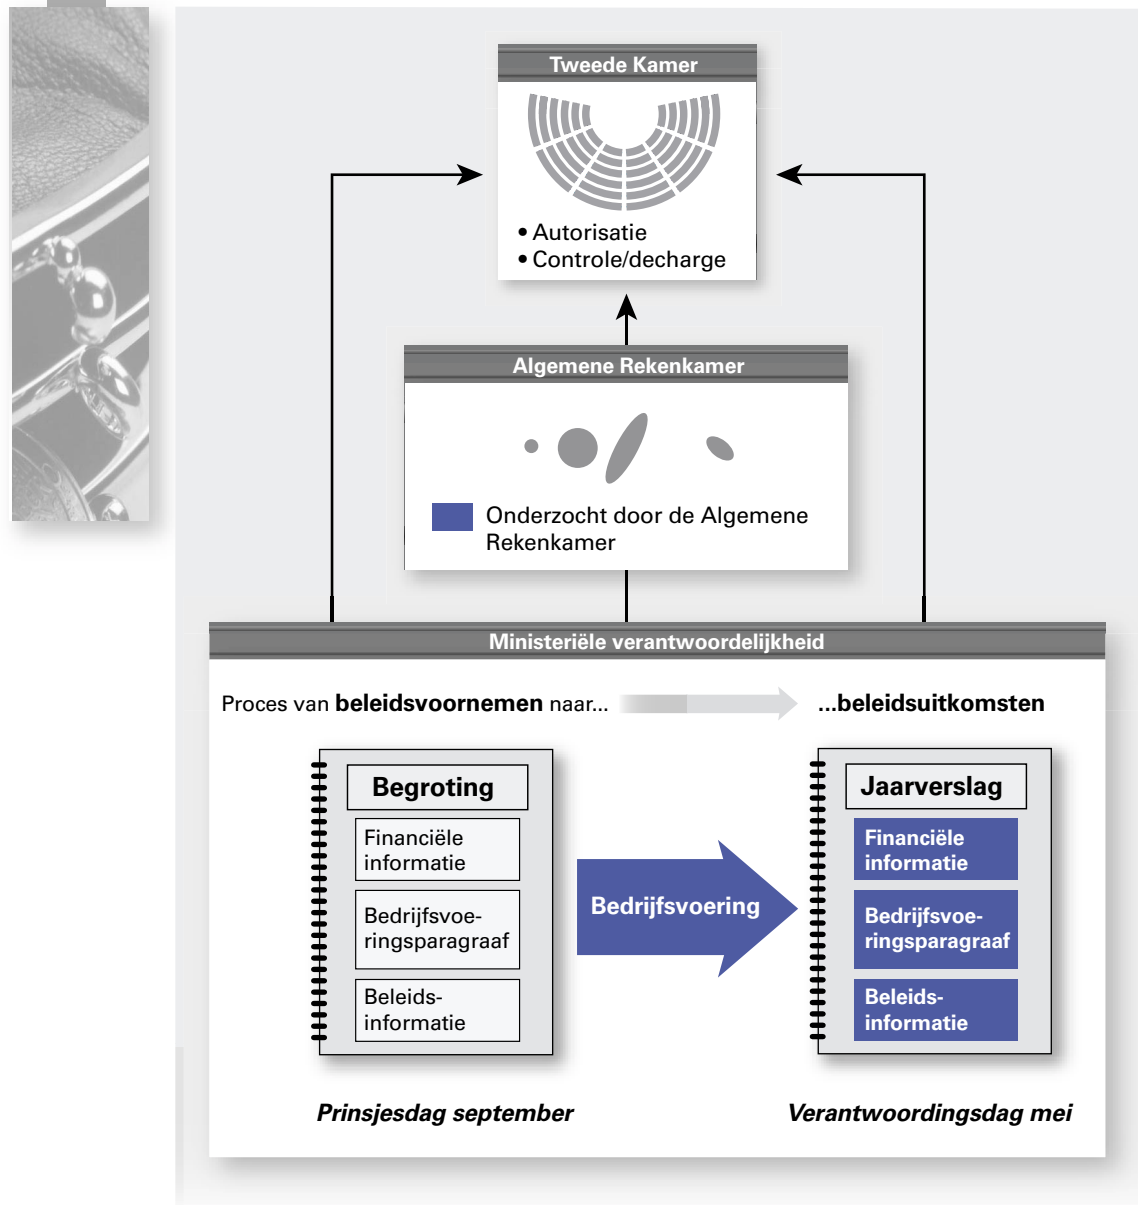 Tweede Kamer
• Autorisatie
• Controle/decharge
Algemene Rekenkamer
Onderzocht door de Algemene
Rekenkamer
Ministeriële verantwoordelijkheid
Proces van beleidsvoornemen naar...
...beleidsuitkomsten
Begroting
Financiële
informatie
Bedrijfsvoe-
ringsparagraaf
Beleids-
informatie
Bedrijfsvoering
Jaarverslag
Financiële
informatie
Bedrijfsvoe-
ringsparagraaf
Beleids-
informatie
Prinsjesdag september
Verantwoordingsdag mei